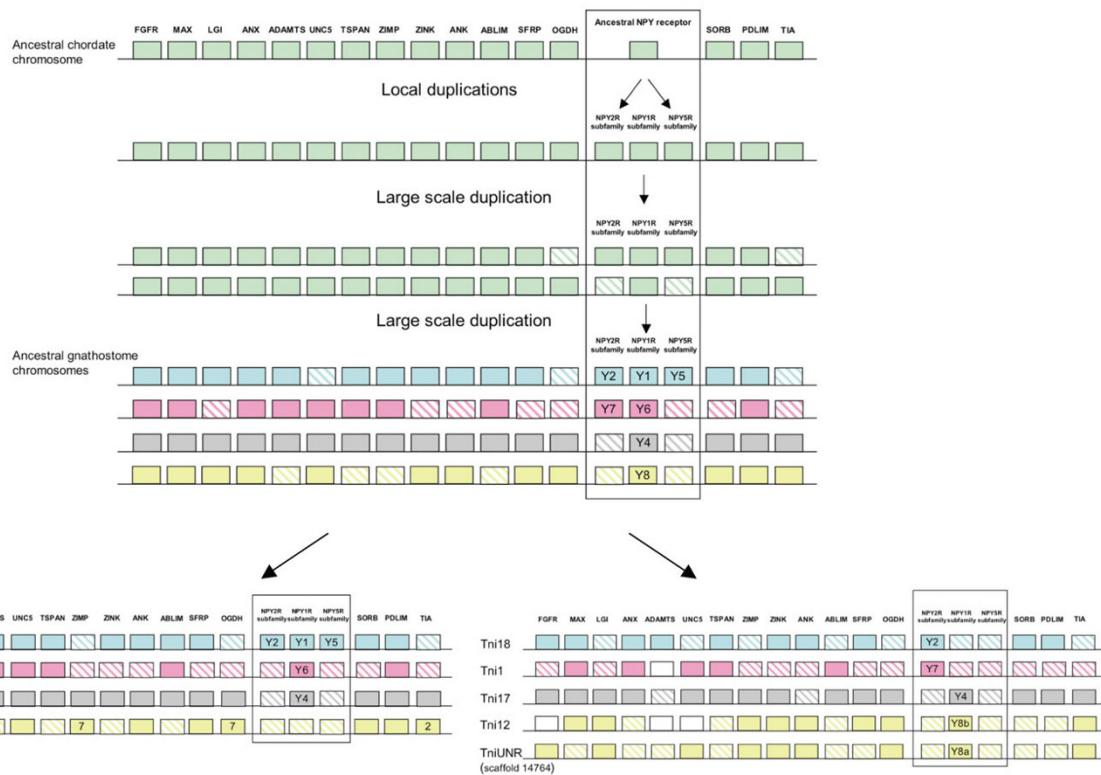 Ancestral NPY receptor
FGFR MAX LGI ANX ADAMTS UNC5 TSPAN ZIMP ZINK ANK ABLIM SFRP OGDH SORB PDLIM TIA
Ancestral chordate
chromosome
Local duplications
NPY2R NPY1R NPY5R
subfamily subfamily subfamily
Large scale duplication
NPY2R NPY1R NPY5R
subfamily subfamily subfamily
Large scale duplication
NPY2R NPY1R NPY5R
subfamily subfamily subfamily
Ancestral gnathostome
chromosomes
Y2 Y1 Y5
Y7 Y6
Y4
Y8
S UNC5 TSPAN ZIMP ZINK ANK ABLIM SFRP OGDH NPY2R NPY1R NPY5R SORB PDLIM TIA
subfamily subfamily subfamily
Y2 Y1 Y5
Y6
Y4
7 7 2
FGFR MAX LGI ANX ADAMTS UNC5 TSPAN ZIMP ZINK ANK ABLIM SFRP OGDH NPY2R NPY1R NPY5R SORB PDLIM TIA
subfamily subfamily subfamily
Tni18 Y2
Tni1 Y7
Tni17 Y4
Tni12 Y8b
TniUNR Y8a
(scaffold 14764)